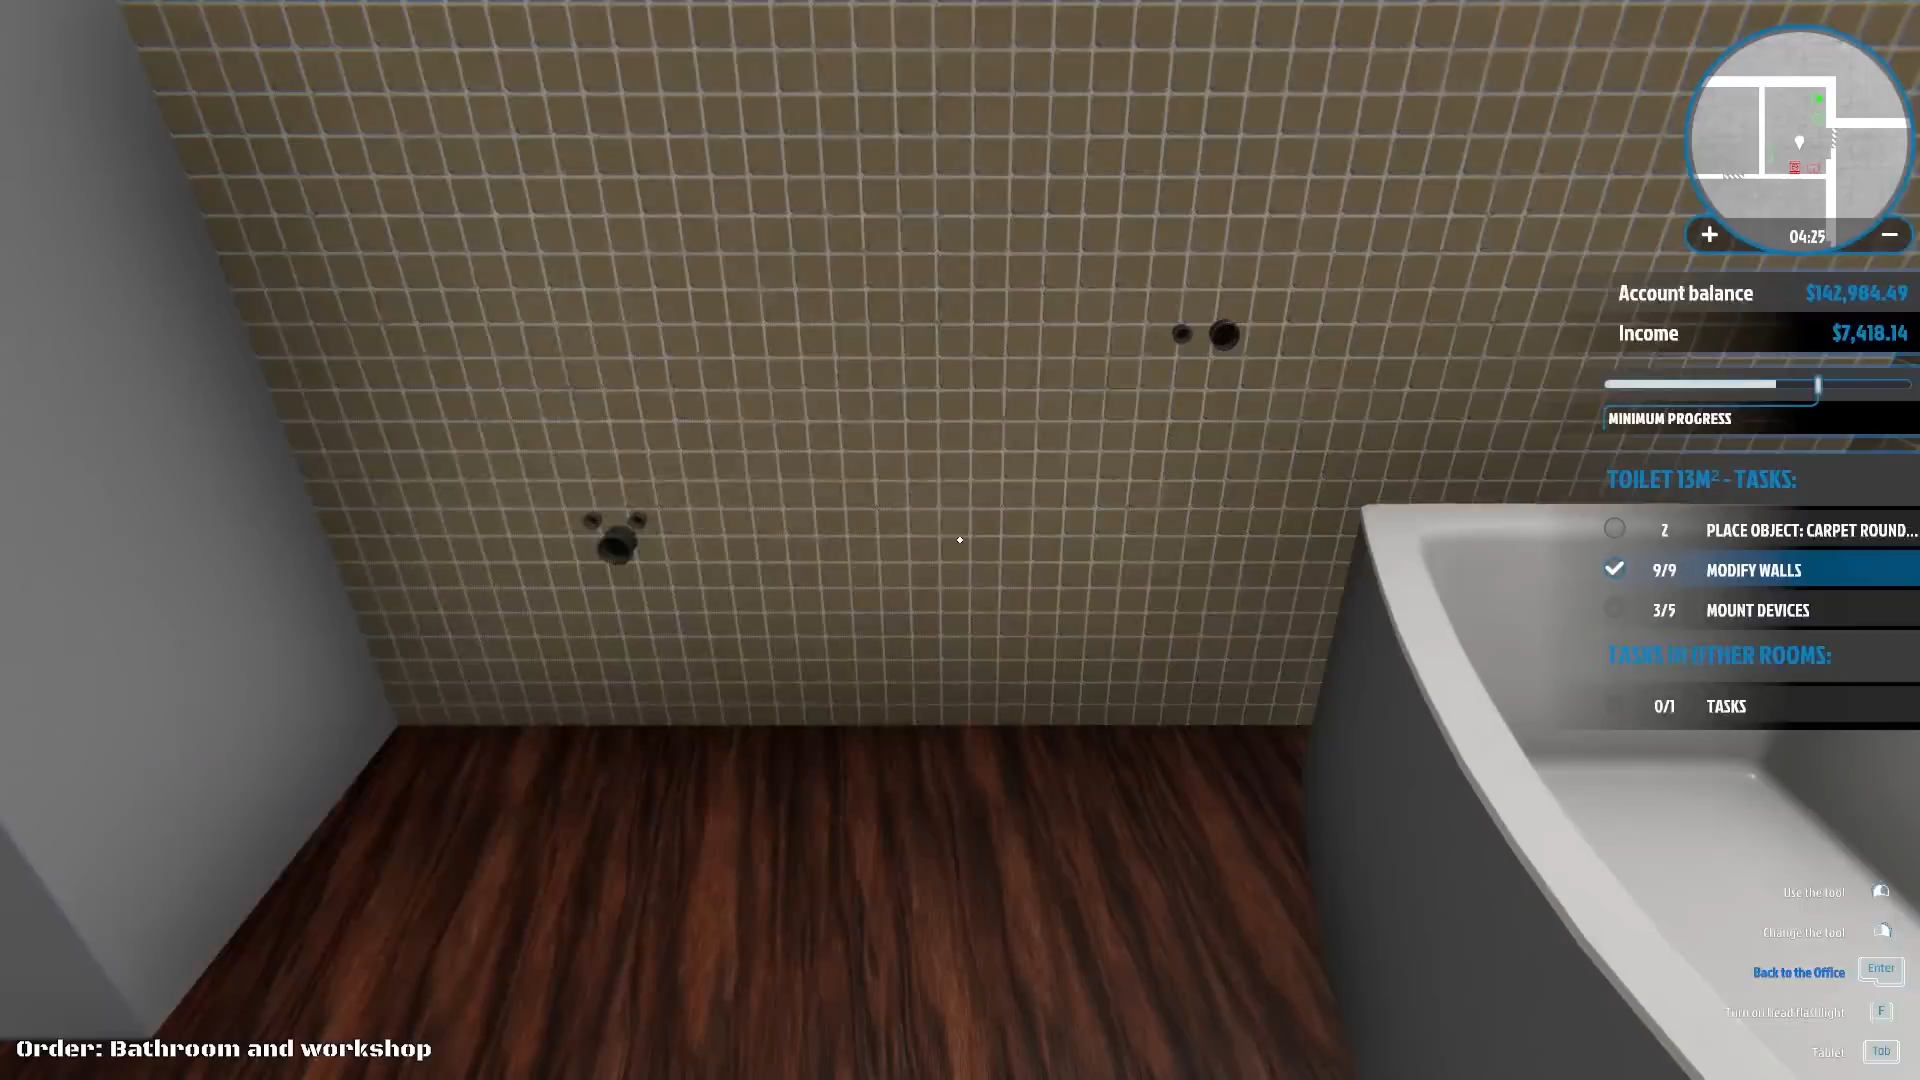 + 04:25 −
Account balance $142,984.49
Income $7,418.14
MINIMUM PROGRESS
TOILET 13M² - TASKS:
2 PLACE OBJECT: CARPET ROUND...
9/9 MODIFY WALLS
3/5 MOUNT DEVICES
TASKS IN OTHER ROOMS:
0/1 TASKS
Use the tool
Change the tool
Back to the Office Enter
Turn on head flashlight F
Tablet Tab
Order: Bathroom and workshop